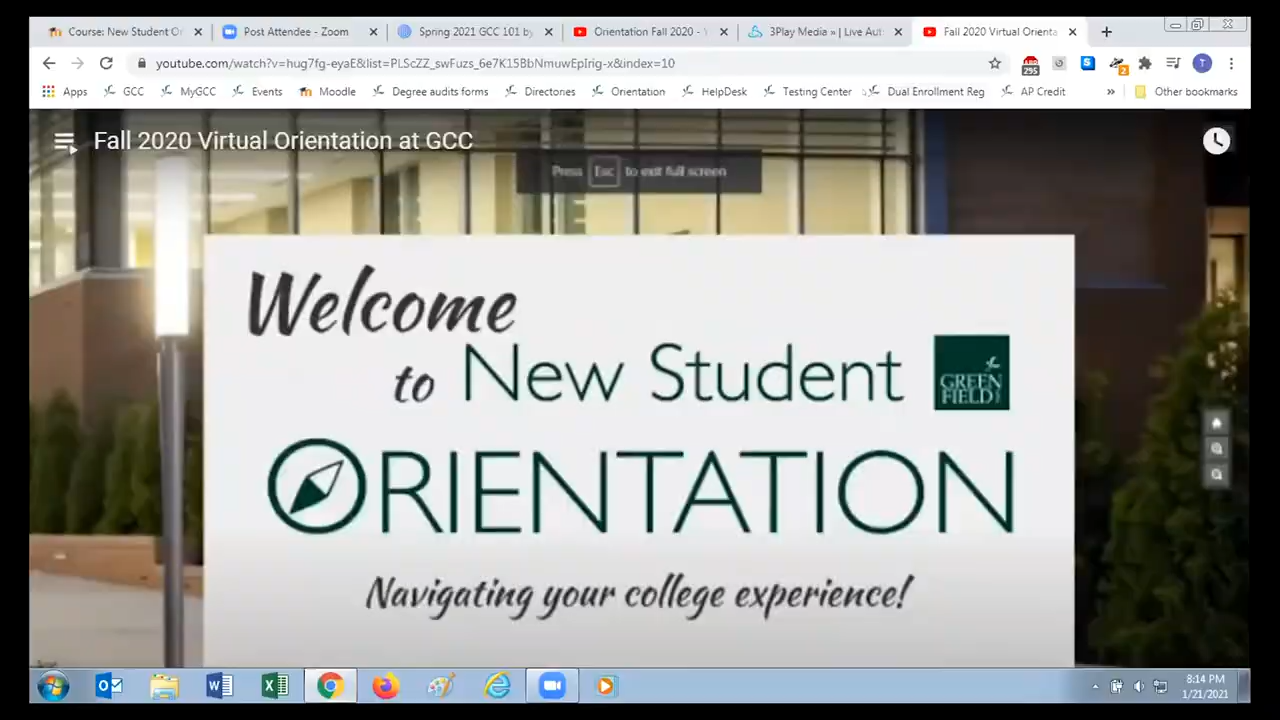 Course: New Student O
Post Attendee - Zoom
Spring 2021 GCC 101 b
Orientation Fall 2020 -
3Play Media » | Live Aut
Fall 2020 Virtual Orienta
youtube.com/watch?v=hug7fg-eyaE&list=PLScZZ_swFuzs_6e7K15BbNmuwEpIrig-x&index=10
295
2
T
Apps
GCC
MyGCC
Events
Moodle
Degree audits forms
Directories
Orientation
HelpDesk
Testing Center
Dual Enrollment Reg
AP Credit
»
Other bookmarks
Fall 2020 Virtual Orientation at GCC
Press Esc to exit full screen
Welcome
to New Student
GREEN
FIELD
ORIENTATION
Navigating your college experience!
8:14 PM
1/21/2021